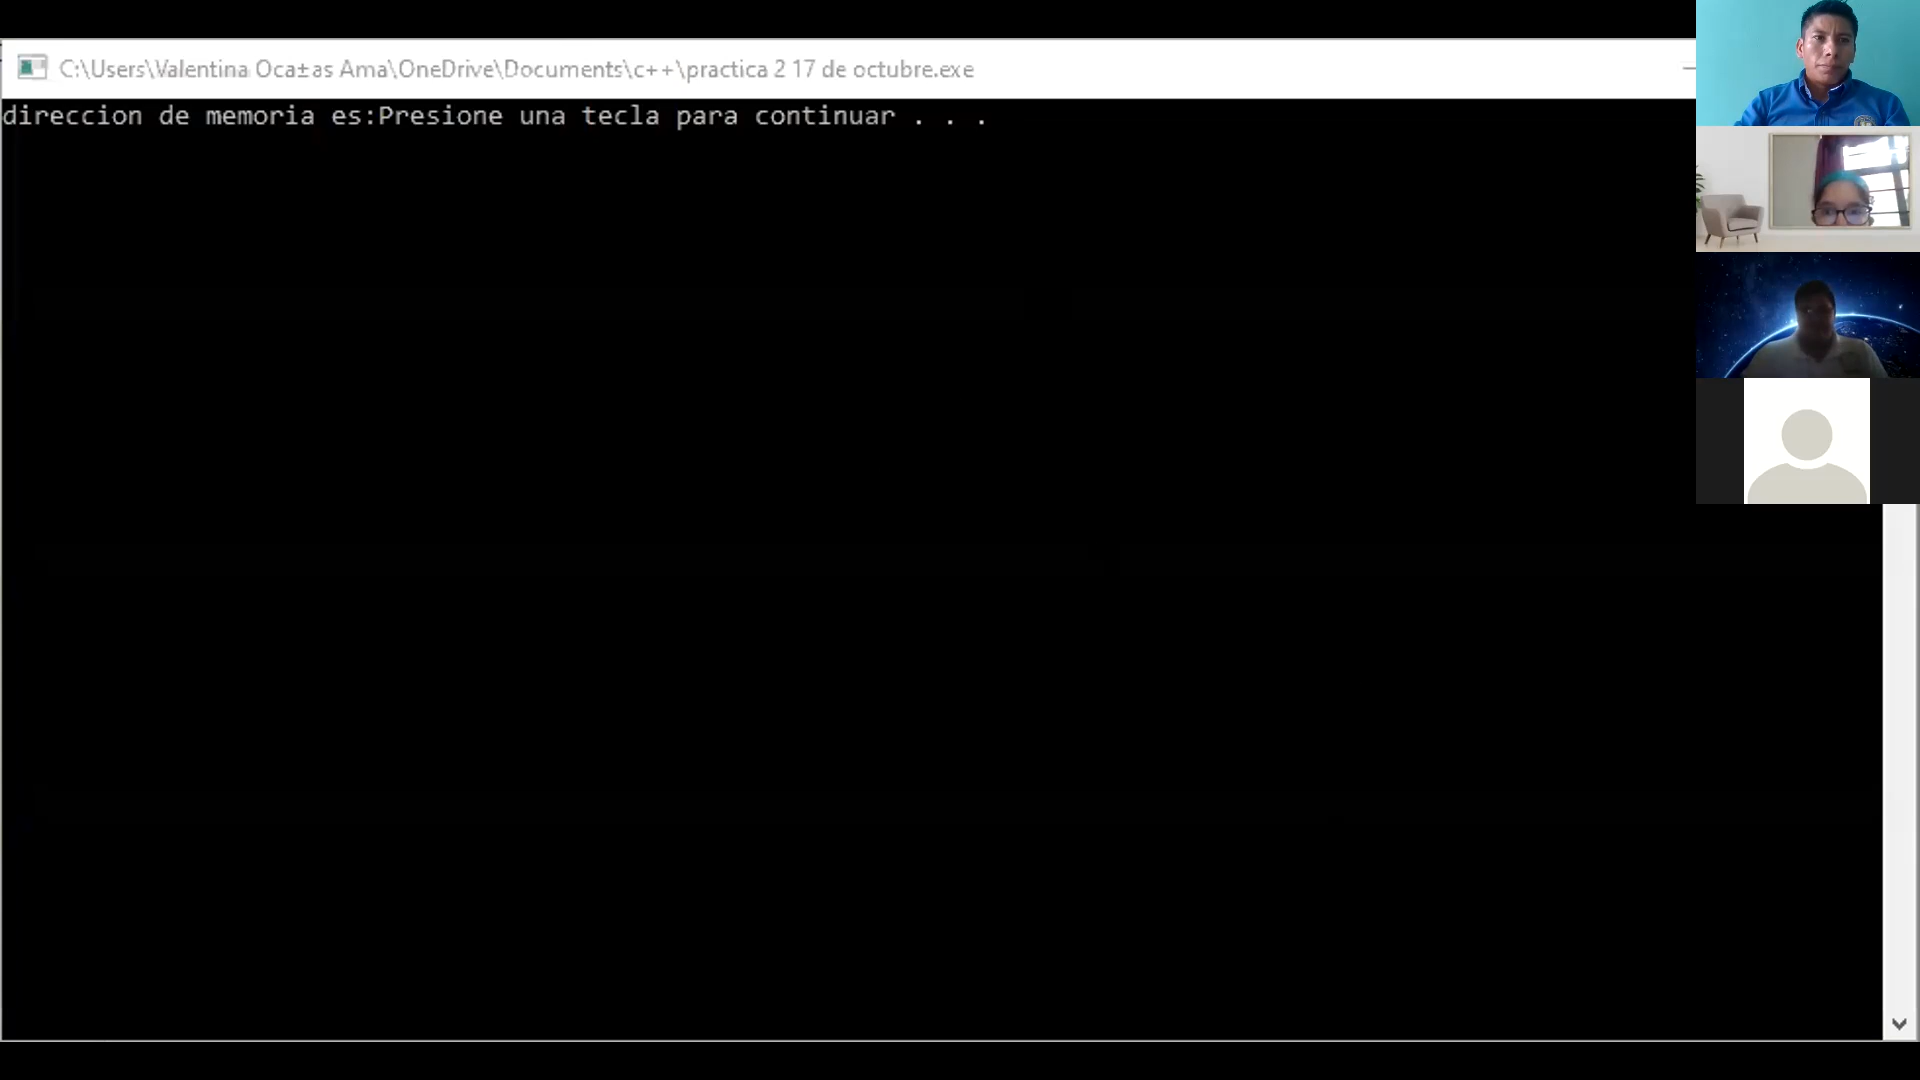 C:\Users\Valentina Oca±as Ama\OneDrive\Documents\c++\practica 2 17 de octubre.exe
direccion de memoria es:Presione una tecla para continuar . . .